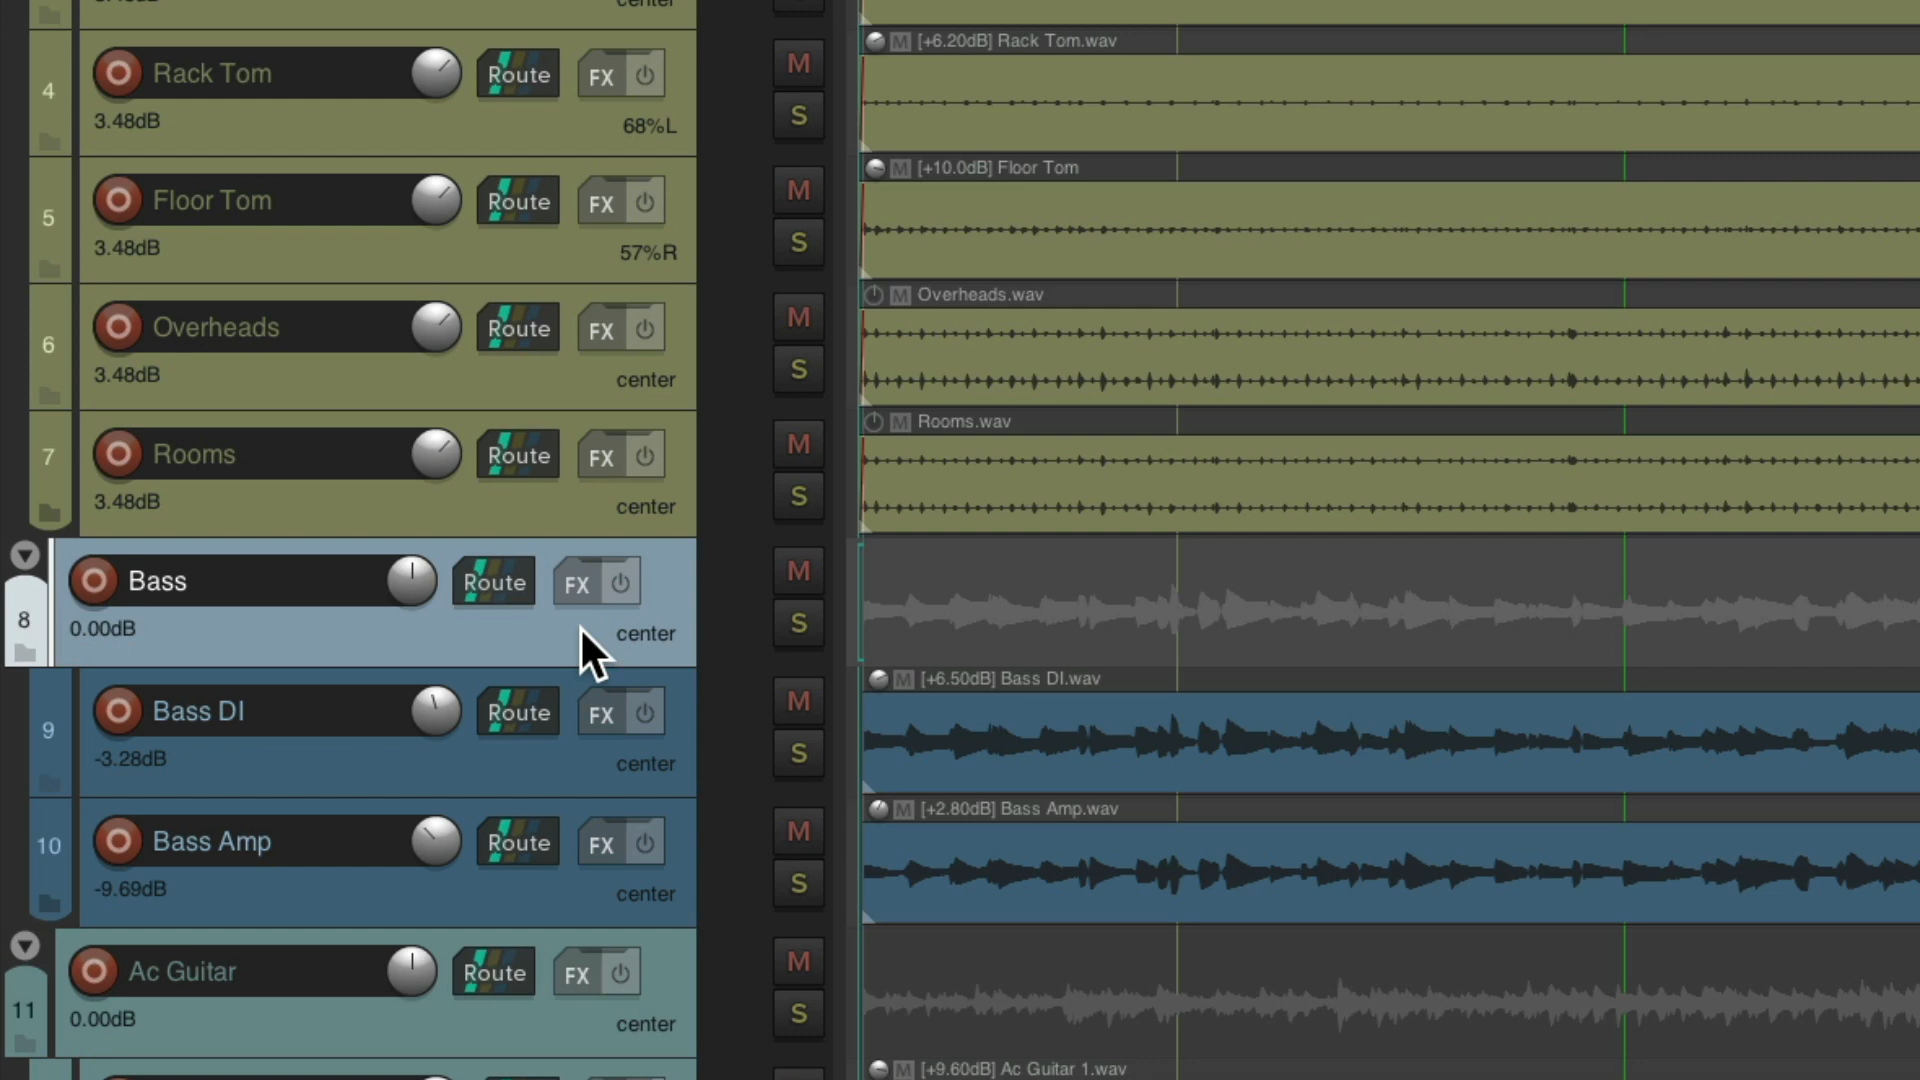 center
4
Rack Tom
Route
FX
3.48dB
68%L
M
S
M [+6.20dB] Rack Tom.wav
5
Floor Tom
Route
FX
3.48dB
57%R
M
S
M [+10.0dB] Floor Tom
6
Overheads
Route
FX
3.48dB
center
M
S
M Overheads.wav
7
Rooms
Route
FX
3.48dB
center
M
S
M Rooms.wav
8
Bass
Route
FX
0.00dB
center
M
S
9
Bass DI
Route
FX
-3.28dB
center
M
S
M [+6.50dB] Bass DI.wav
10
Bass Amp
Route
FX
-9.69dB
center
M
S
M [+2.80dB] Bass Amp.wav
11
Ac Guitar
Route
FX
0.00dB
center
M
S
M [+9.60dB] Ac Guitar 1.wav